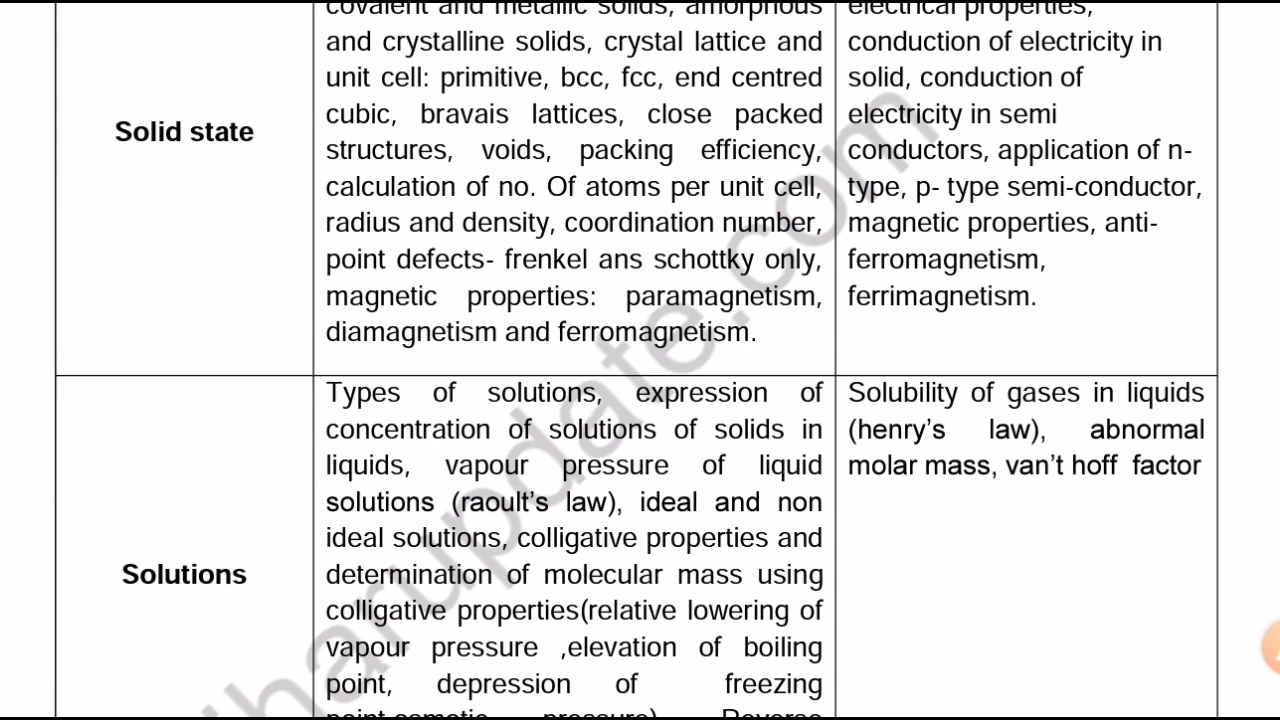 covalent and metallic solids, amorphous
and crystalline solids, crystal lattice and
unit cell: primitive, bcc, fcc, end centred
cubic, bravais lattices, close packed
structures, voids, packing efficiency,
calculation of no. Of atoms per unit cell,
radius and density, coordination number,
point defects- frenkel ans schottky only,
magnetic properties: paramagnetism,
diamagnetism and ferromagnetism.
electrical properties,
conduction of electricity in
solid, conduction of
electricity in semi
conductors, application of n-
type, p- type semi-conductor,
magnetic properties, anti-
ferromagnetism,
ferrimagnetism.
Solid state
Types of solutions, expression of
concentration of solutions of solids in
liquids, vapour pressure of liquid
solutions (raoult's law), ideal and non
ideal solutions, colligative properties and
determination of molecular mass using
colligative properties(relative lowering of
vapour pressure ,elevation of boiling
point, depression of freezing
point,osmotic pressure) Reverse
Solubility of gases in liquids
(henry's law), abnormal
molar mass, van't hoff factor
Solutions
harupdate.com